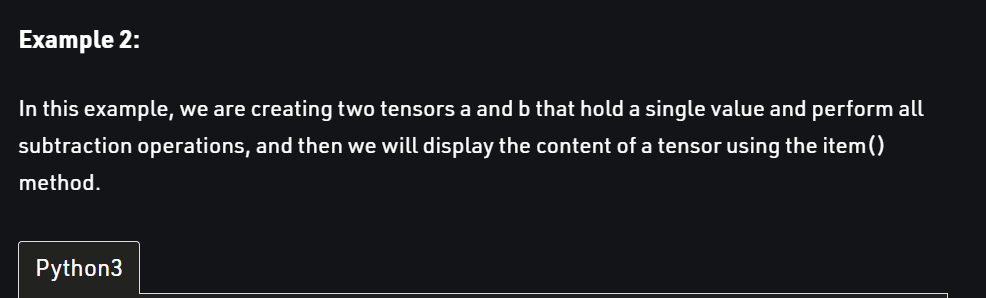 Example 2:
In this example, we are creating two tensors a and b that hold a single value and perform all
subtraction operations, and then we will display the content of a tensor using the item()
method.
Python3